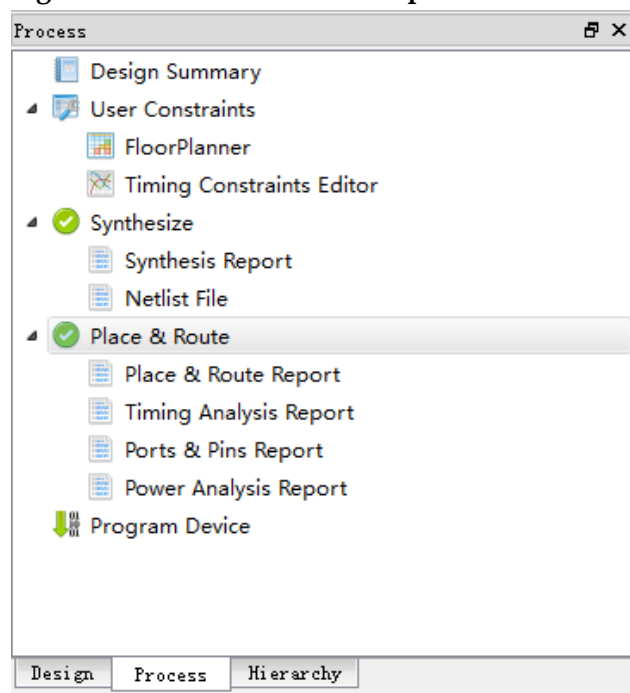 Process
Design Summary
User Constraints
FloorPlanner
Timing Constraints Editor
Synthesize
Synthesis Report
Netlist File
Place & Route
Place & Route Report
Timing Analysis Report
Ports & Pins Report
Power Analysis Report
Program Device
Design Process Hierarchy